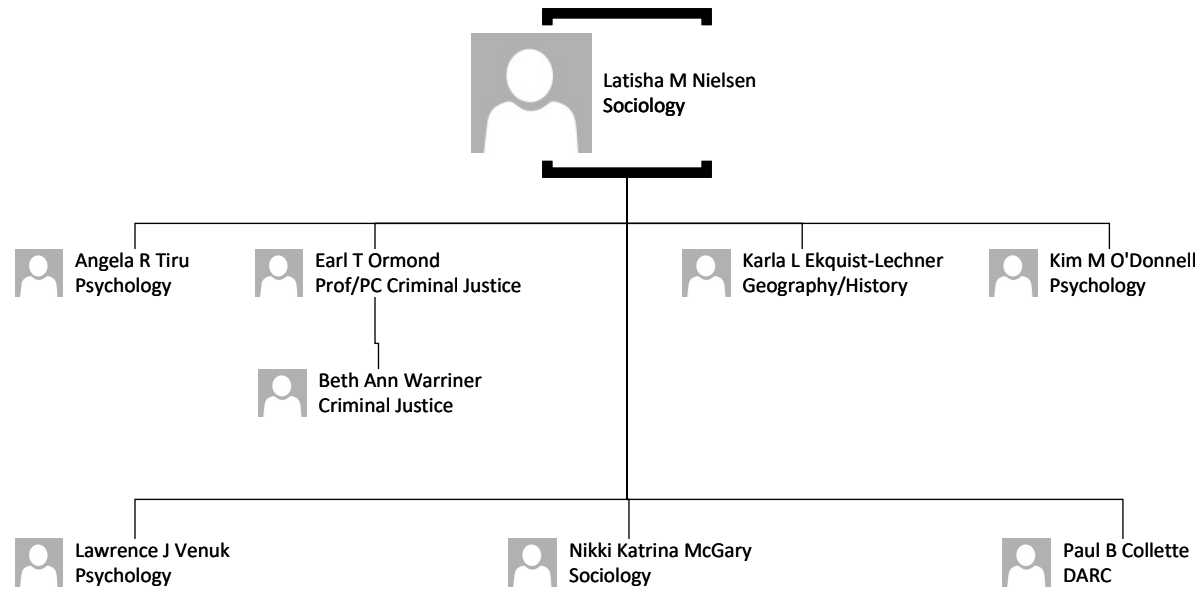 Latisha M Nielsen
Sociology
Angela R Tiru
Psychology
Earl T Ormond
Prof/PC Criminal Justice
Karla L Ekquist-Lechner
Geography/History
Kim M O'Donnell
Psychology
Beth Ann Warriner
Criminal Justice
Lawrence J Venuk
Psychology
Nikki Katrina McGary
Sociology
Paul B Collette
DARC